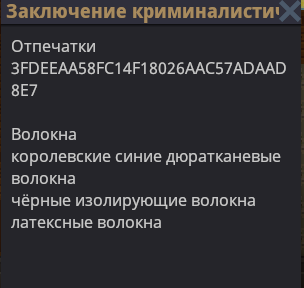 Заключение криминалистич
Отпечатки
3FDEEAA58FC14F18026AAC57ADAAD
8E7
Волокна
королевские синие дюратканевые
волокна
чёрные изолирующие волокна
латексные волокна